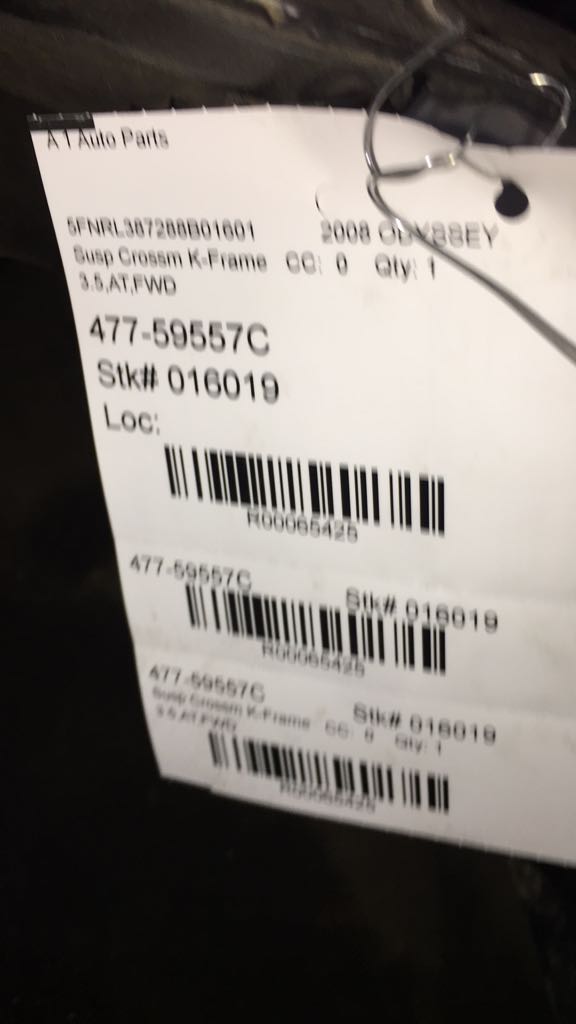 A 1 Auto Parts
5FNRL387288B01601 2008 ODYSSEY
Susp Crossm K-Frame CC: 0 Qty: 1
3.5,AT,FWD
477-59557C
Stk# 016019
Loc:
R00065425
477-59557C Stk# 016019
R00065425
477-59557C Stk# 016019
Susp Crossm K-Frame CC: 0 Qty: 1
3.5,AT,FWD
R00065425